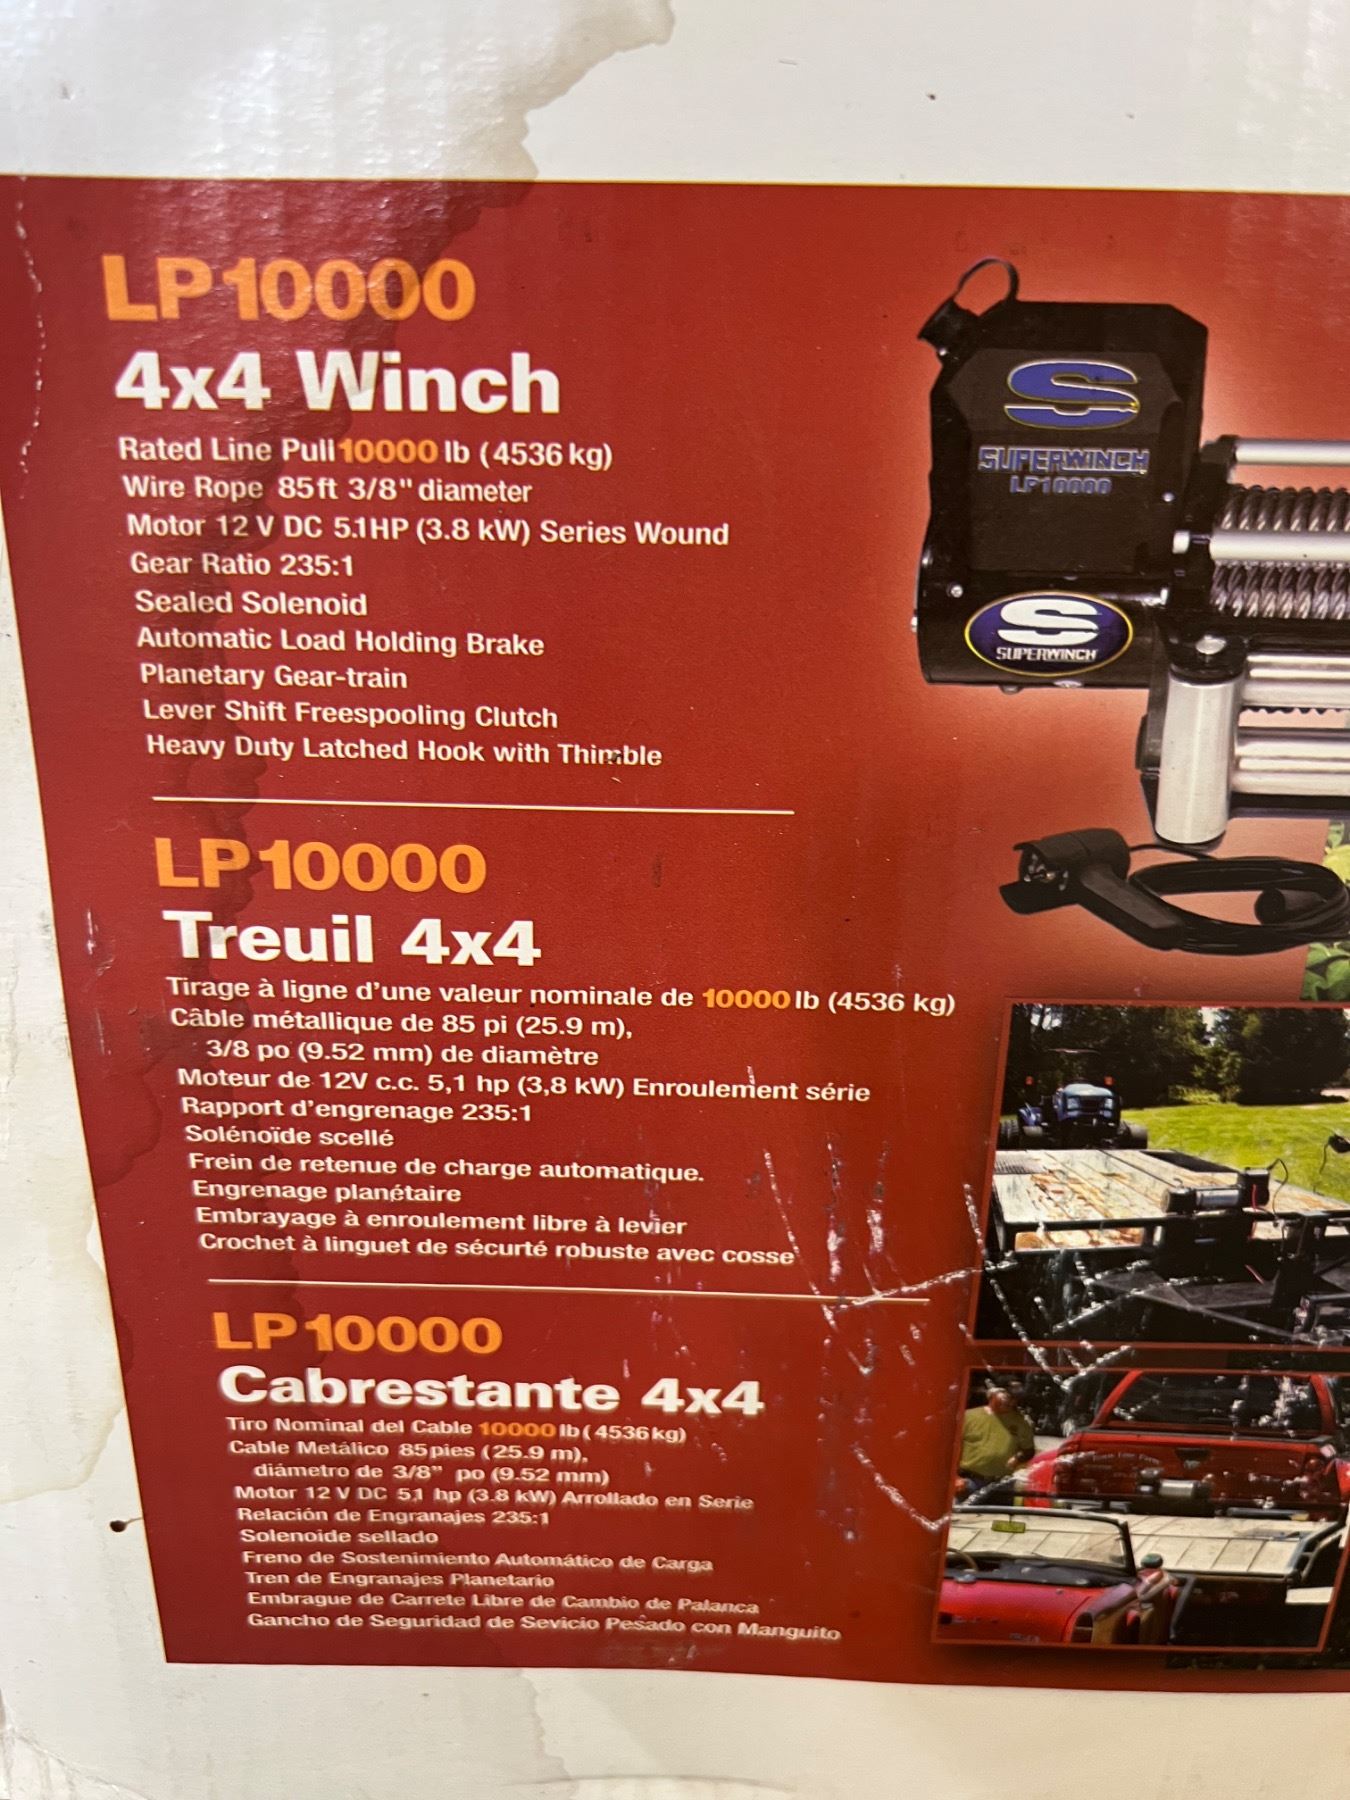 LP10000
4x4 Winch
Rated Line Pull 10000 lb (4536 kg)
Wire Rope 85ft 3/8" diameter
Motor 12 V DC 5.1HP (3.8 kW) Series Wound
Gear Ratio 235:1
Sealed Solenoid
Automatic Load Holding Brake
Planetary Gear-train
Lever Shift Freespooling Clutch
Heavy Duty Latched Hook with Thimble
S
SUPERWINCH
LP10000
S
SUPERWINCH
LP10000
Treuil 4x4
Tirage à ligne d'une valeur nominale de 10000 lb (4536 kg)
Câble métallique de 85 pi (25.9 m),
3/8 po (9.52 mm) de diamètre
Moteur de 12V c.c. 5,1 hp (3,8 kW) Enroulement série
Rapport d'engrenage 235:1
Solénoïde scellé
Frein de retenue de charge automatique.
Engrenage planétaire
Embrayage à enroulement libre à levier
Crochet à linguet de sécurté robuste avec cosse
LP10000
Cabrestante 4x4
Tiro Nominal del Cable 10000 lb (4536 kg)
Cable Metálico 85 pies (25.9 m),
diámetro de 3/8" po (9.52 mm)
Motor 12 V DC 5,1 hp (3.8 kW) Arrollado en Serie
Relación de Engranajes 235:1
Solenoide sellado
Freno de Sostenimiento Automático de Carga
Tren de Engranajes Planetario
Embrague de Carrete Libre de Cambio de Palanca
Gancho de Seguridad de Sevicio Pesado con Manguito